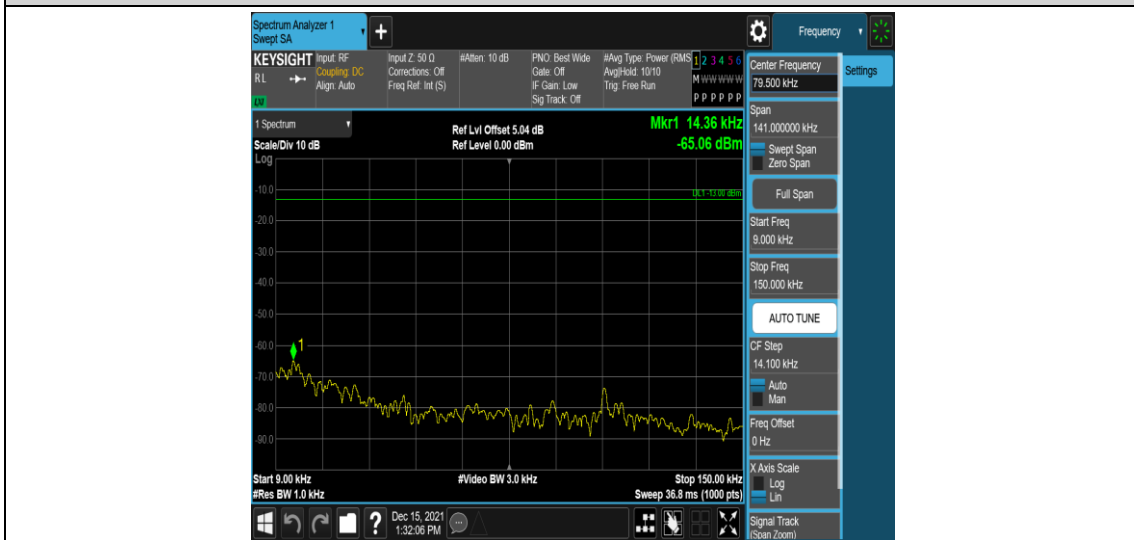 Spectrum Analyzer 1
Swept SA
+
Frequency
KEYSIGHT
RL
LXI
Input: RF
Coupling: DC
Align: Auto
Input Z: 50 Ω
Corrections: Off
Freq Ref: Int (S)
#Atten: 10 dB
PNO: Best Wide
Gate: Off
IF Gain: Low
Sig Track: Off
#Avg Type: Power (RMS
Avg|Hold: 10/10
Trig: Free Run
1 2 3 4 5 6
M W W W W W
P P P P P P
1 Spectrum
Scale/Div 10 dB
Log
Ref Lvl Offset 5.04 dB
Ref Level 0.00 dBm
Mkr1 14.36 kHz
-65.06 dBm
DL1 -13.00 dBm
-10.0
-20.0
-30.0
-40.0
-50.0
-60.0
1
-70.0
-80.0
-90.0
Start 9.00 kHz
#Res BW 1.0 kHz
#Video BW 3.0 kHz
Stop 150.00 kHz
Sweep 36.8 ms (1000 pts)
Center Frequency
79.500 kHz
Settings
Span
141.000000 kHz
Swept Span
Zero Span
Full Span
Start Freq
9.000 kHz
Stop Freq
150.000 kHz
AUTO TUNE
CF Step
14.100 kHz
Auto
Man
Freq Offset
0 Hz
X Axis Scale
Log
Lin
Signal Track
(Span Zoom)
?
Dec 15, 2021
1:32:06 PM